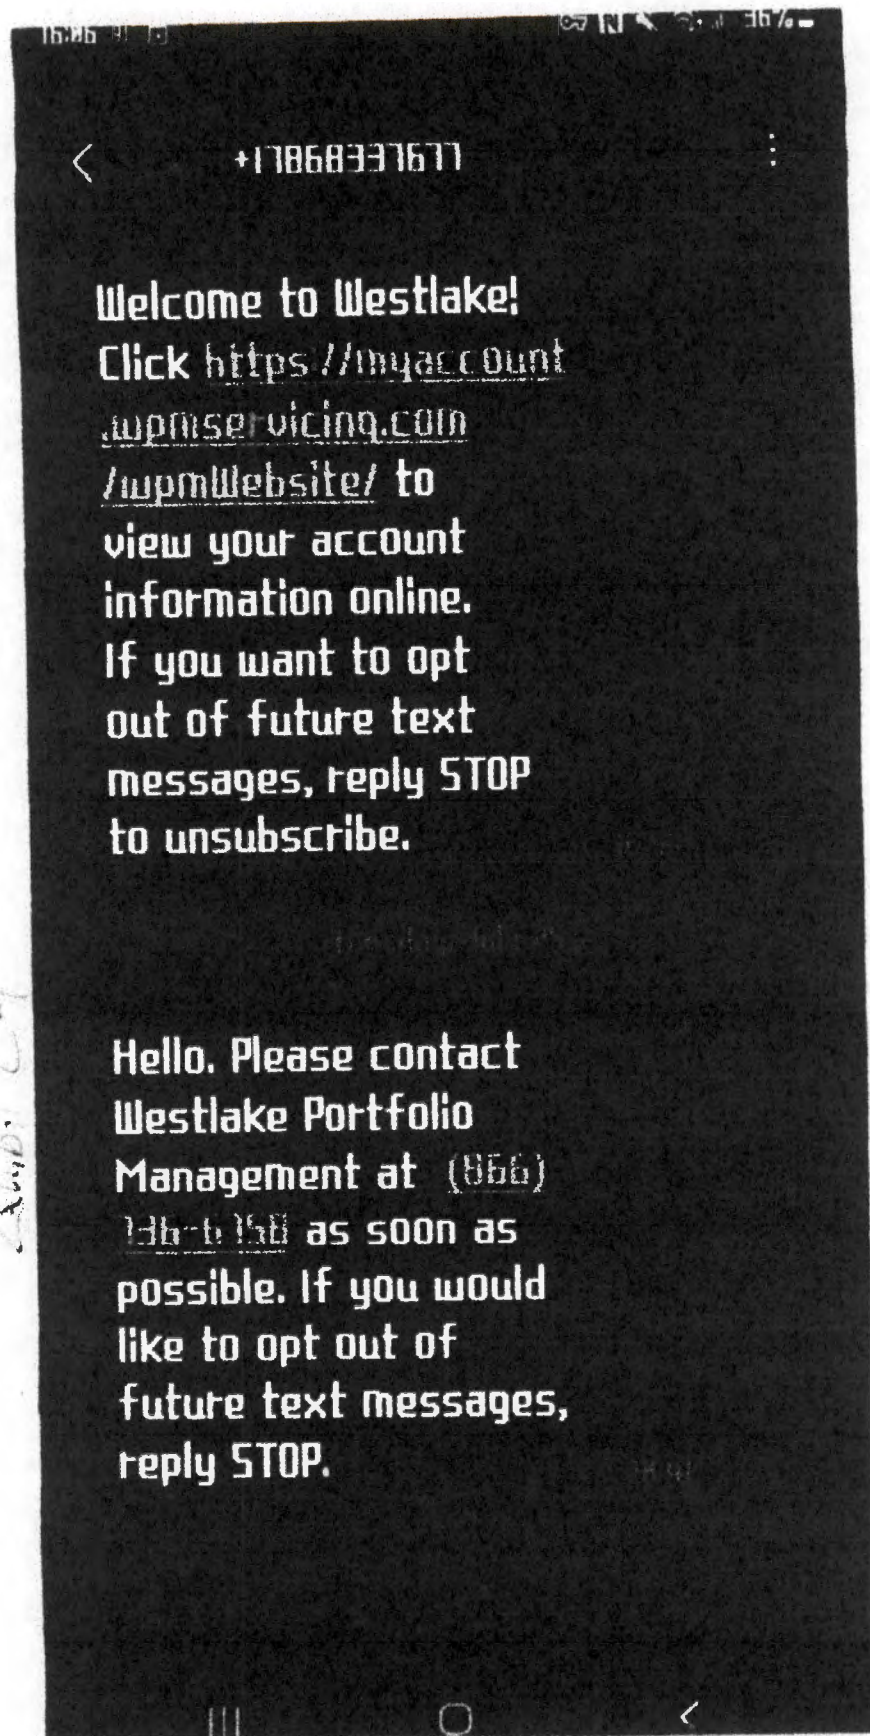 36%
+17868337677
Welcome to Westlake!
Click https://myaccount
.wpmservicing.com
/wpmWebsite/ to
view your account
information online.
If you want to opt
out of future text
messages, reply STOP
to unsubscribe.
Hello. Please contact
Westlake Portfolio
Management at (866)
as soon as
possible. If you would
like to opt out of
future text messages,
reply STOP.